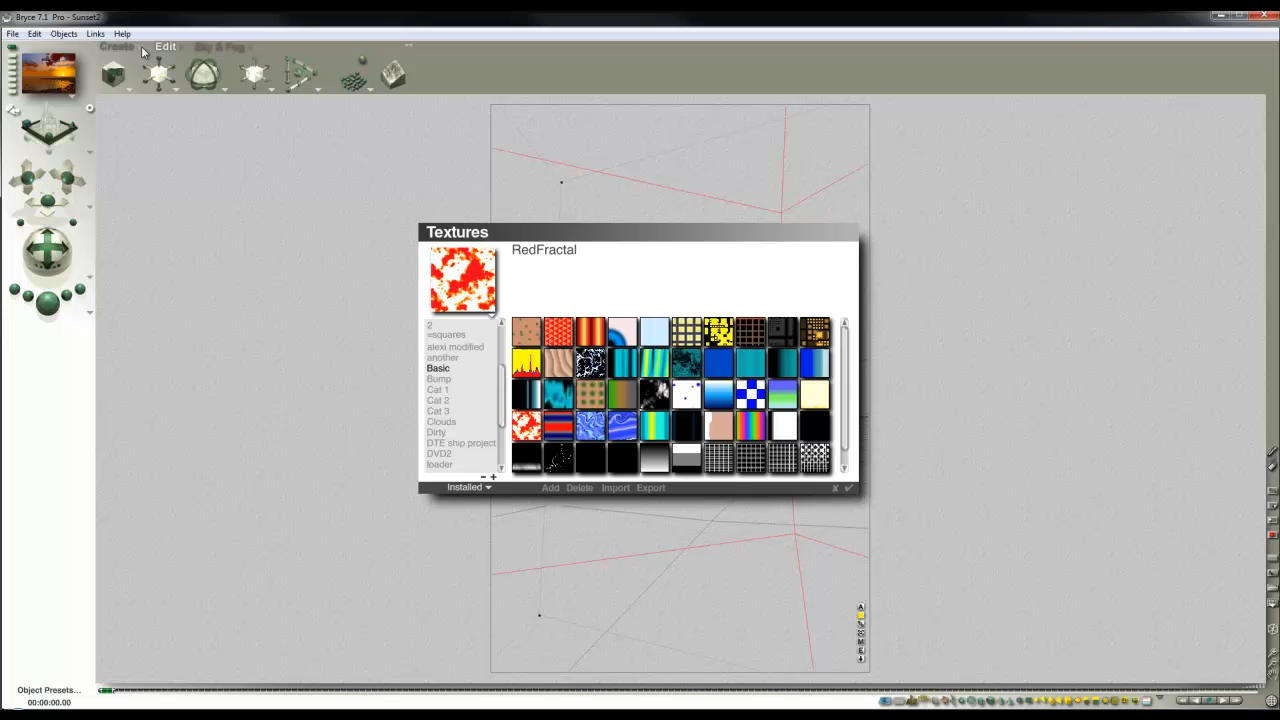 Bryce 7.1 Pro - Sunset2
File Edit Objects Links Help
Create Edit Sky & Fog
Textures
RedFractal
2
=squares
alexi modified
another
Basic
Bump
Cat 1
Cat 2
Cat 3
Clouds
Dirty
DTE ship project
DVD2
loader
- +
Installed Add Delete Import Export
A
M
E
Object Presets...
00:00:00.00